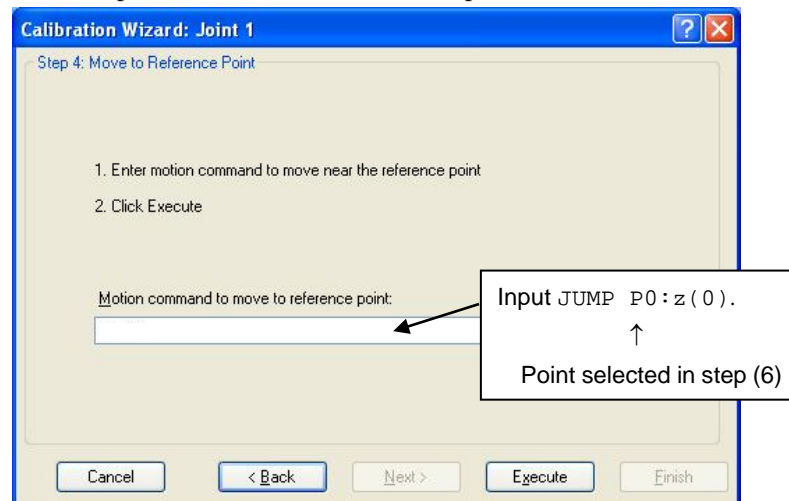 Calibration Wizard: Joint 1
Step 4: Move to Reference Point
1. Enter motion command to move near the reference point
2. Click Execute
Motion command to move to reference point:
Input JUMP P0:z(0).
↑
Point selected in step (6)
Cancel
< Back
Next >
Execute
Finish